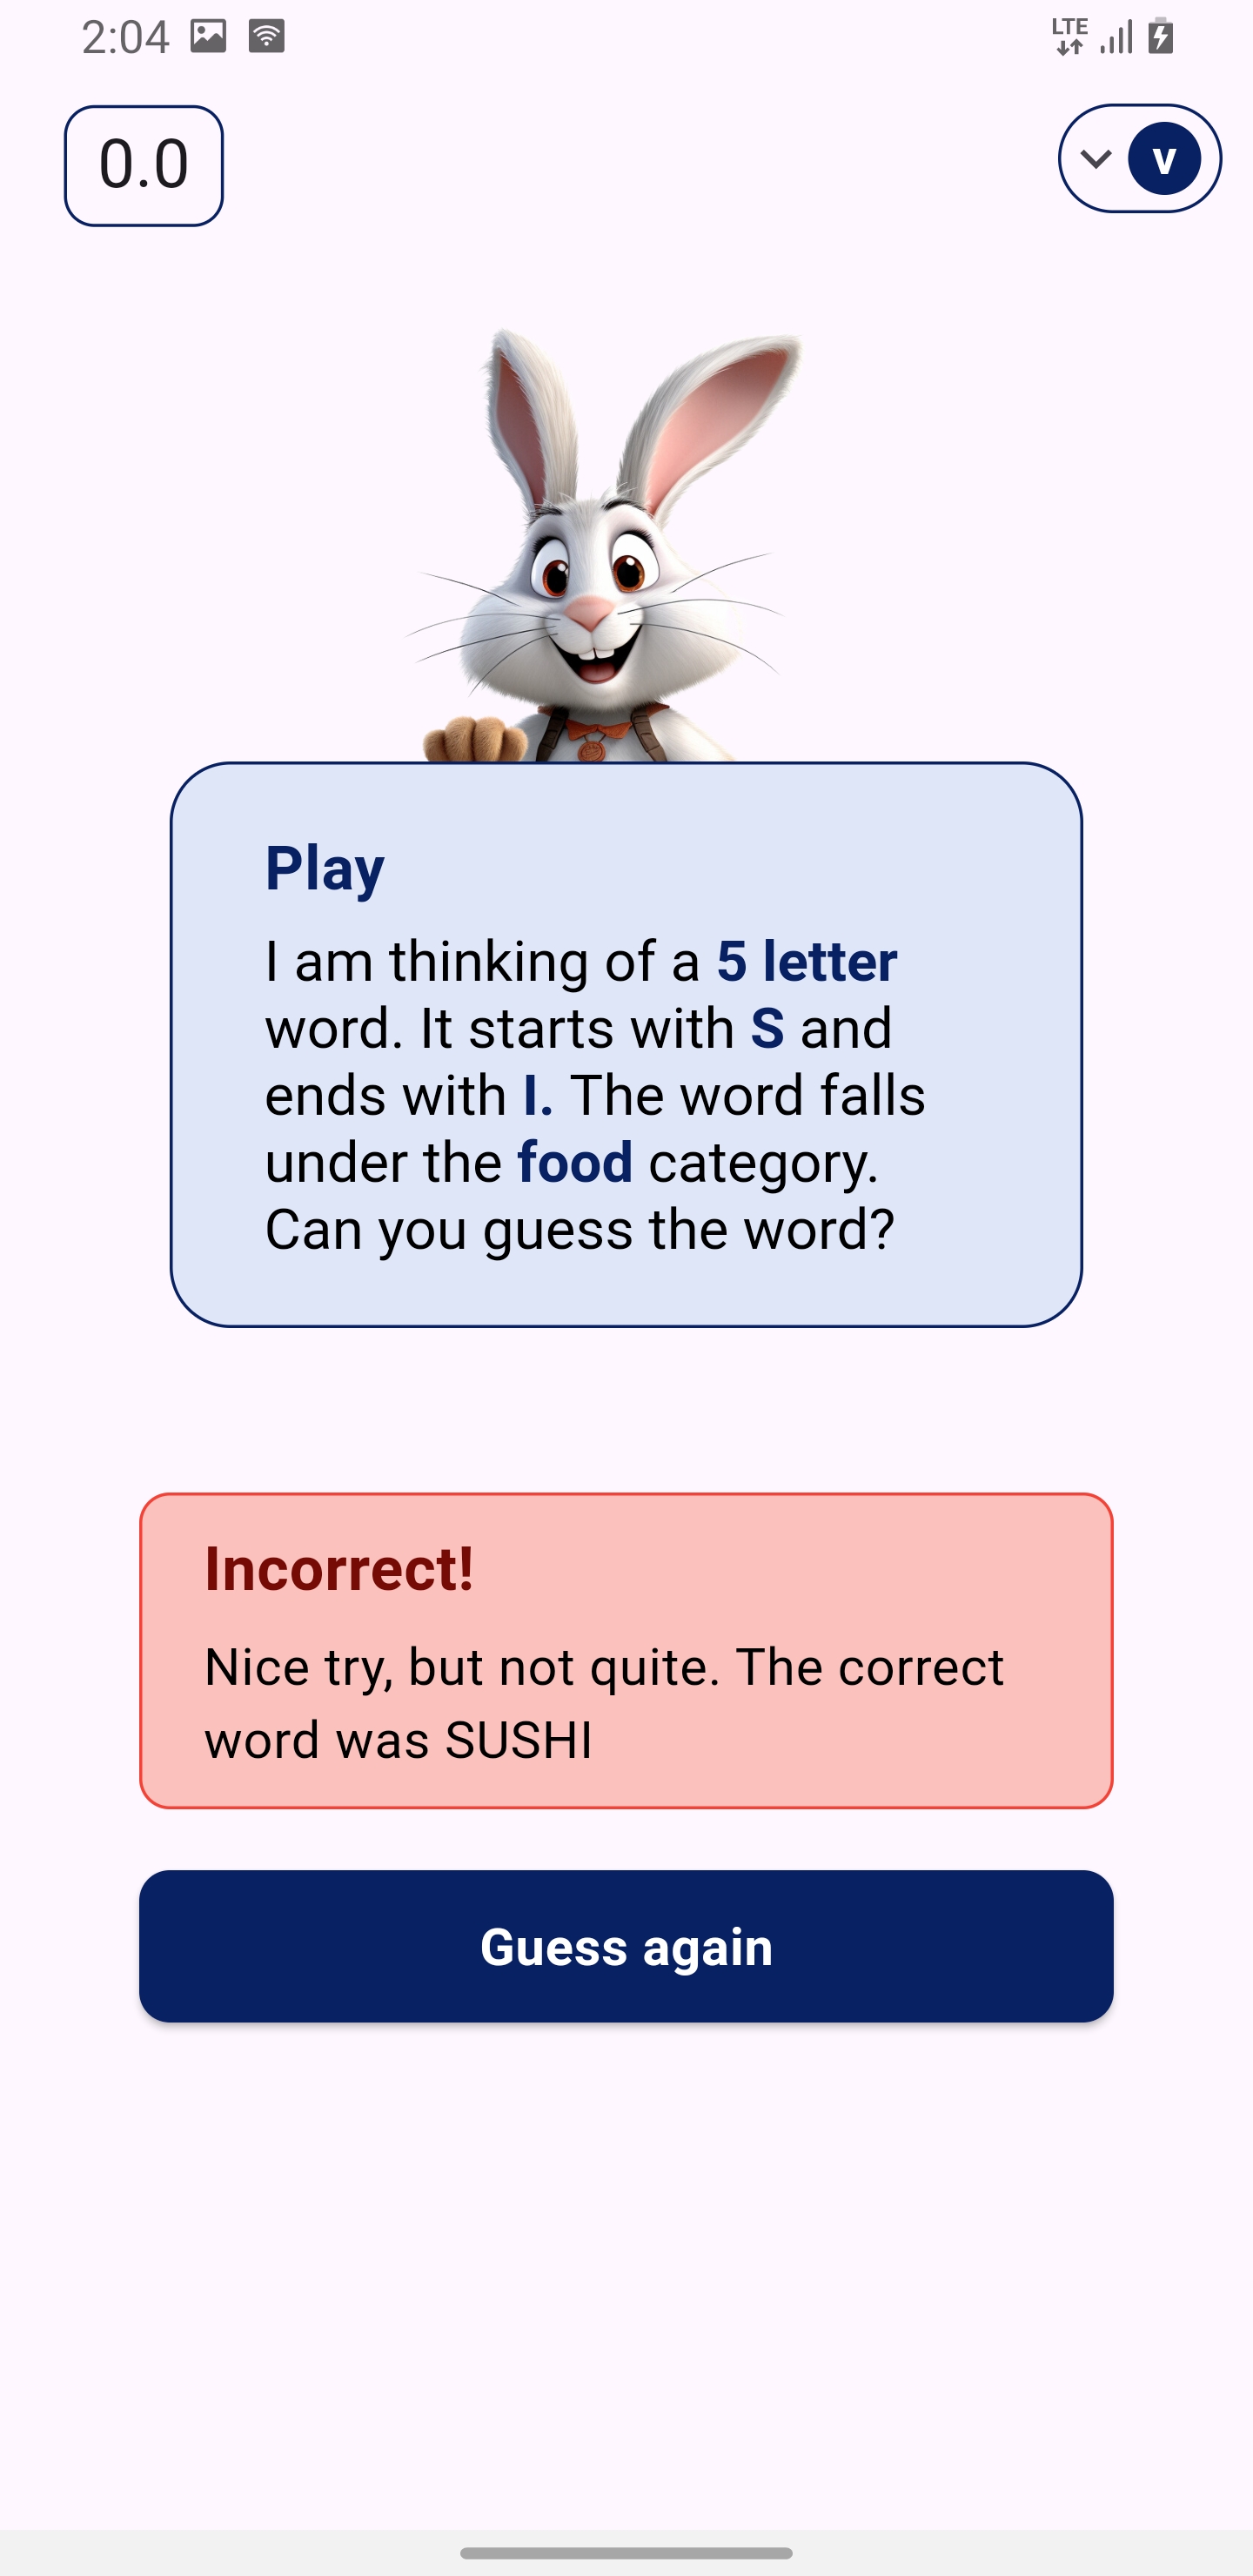 2:04
LTE
0.0
v
Play
I am thinking of a 5 letter
word. It starts with S and
ends with I. The word falls
under the food category.
Can you guess the word?
Incorrect!
Nice try, but not quite. The correct
word was SUSHI
Guess again